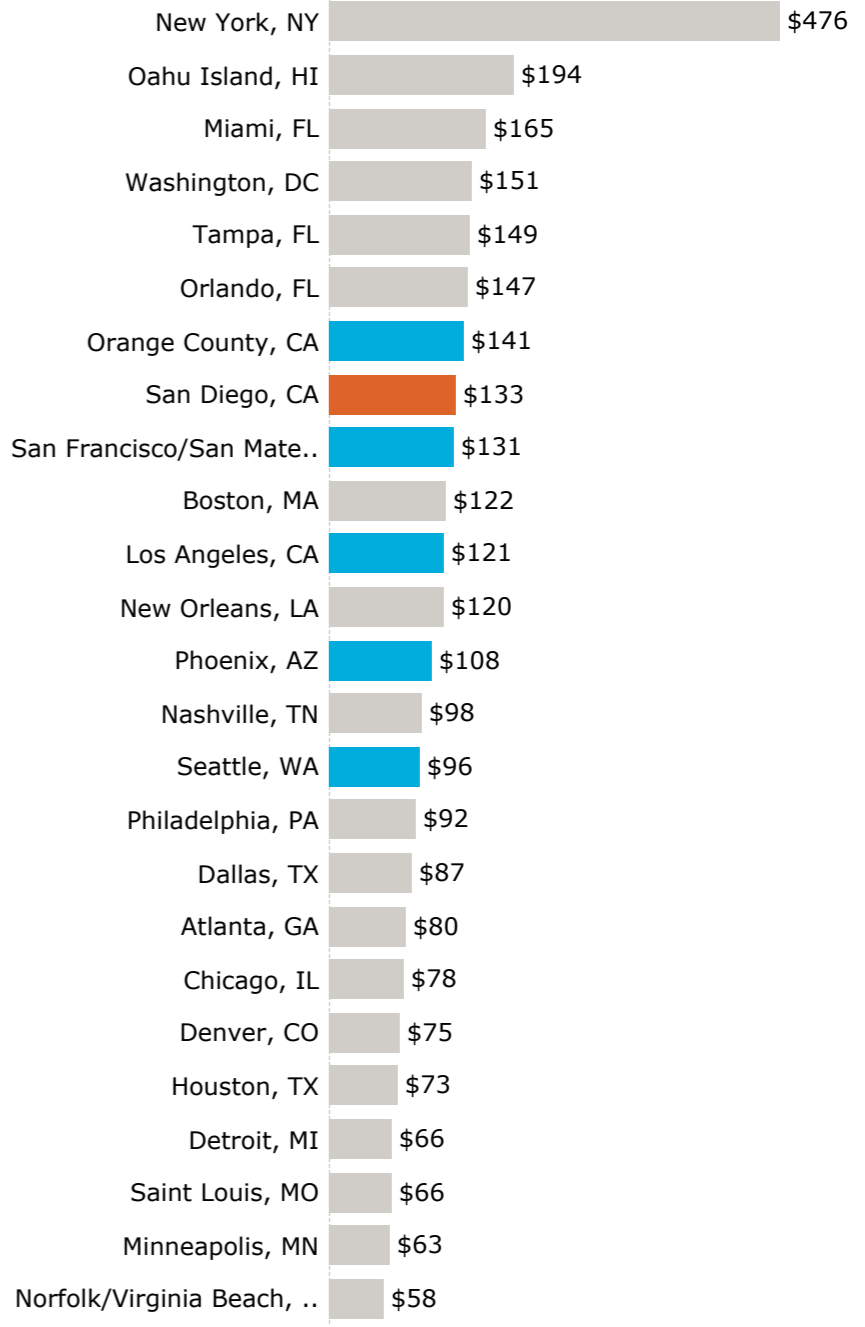 New York, NY $476
Oahu Island, HI $194
Miami, FL $165
Washington, DC $151
Tampa, FL $149
Orlando, FL $147
Orange County, CA $141
San Diego, CA $133
San Francisco/San Mate.. $131
Boston, MA $122
Los Angeles, CA $121
New Orleans, LA $120
Phoenix, AZ $108
Nashville, TN $98
Seattle, WA $96
Philadelphia, PA $92
Dallas, TX $87
Atlanta, GA $80
Chicago, IL $78
Denver, CO $75
Houston, TX $73
Detroit, MI $66
Saint Louis, MO $66
Minneapolis, MN $63
Norfolk/Virginia Beach, .. $58